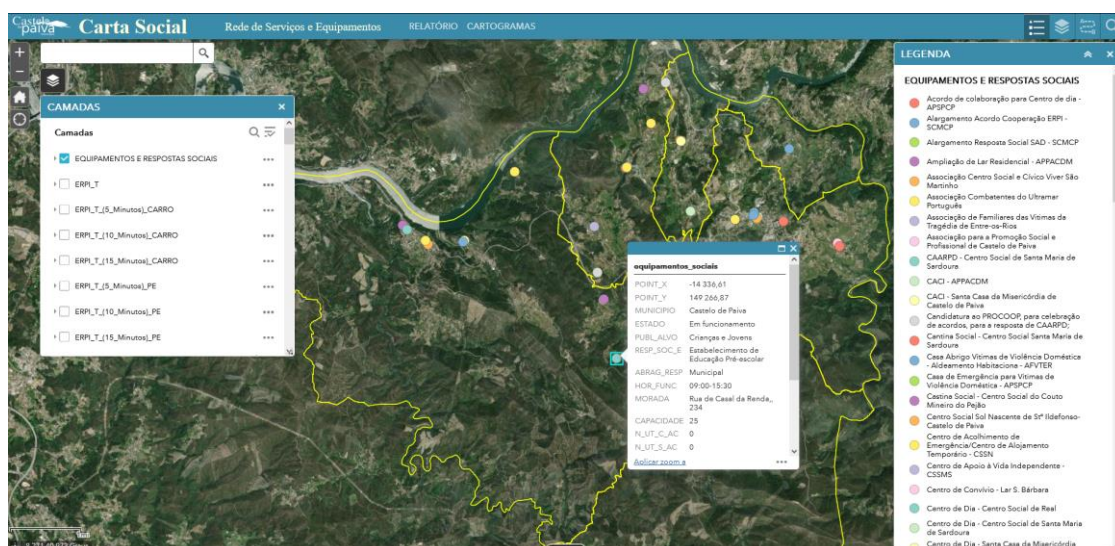 Castelo de Paiva Carta Social Rede de Serviços e Equipamentos RELATÓRIO CARTOGRAMAS
CAMADAS
Camadas
EQUIPAMENTOS E RESPOSTAS SOCIAIS
ERPI_T
ERPI_T_(5_Minutos)_CARRO
ERPI_T_(10_Minutos)_CARRO
ERPI_T_(15_Minutos)_CARRO
ERPI_T_(5_Minutos)_PE
ERPI_T_(10_Minutos)_PE
ERPI_T_(15_Minutos)_PE
equipamentos_sociais
POINT_X -14 336,61
POINT_Y 149 266,87
MUNICIPIO Castelo de Paiva
ESTADO Em funcionamento
PUBL_ALVO Crianças e Jovens
RESP_SOC_E Estabelecimento de
Educação Pré-escolar
ABRAG_RESP Municipal
HOR_FUNC 09:00-15:30
MORADA Rua de Casal da Renda,,
234
CAPACIDADE 25
N_UT_C_AC 0
N_UT_S_AC 0
Aplicar zoom a
LEGENDA
EQUIPAMENTOS E RESPOSTAS SOCIAIS
Acordo de colaboração para Centro de dia -
APSPCP
Alargamento Acordo Cooperação ERPI -
SCMCP
Alargamento Resposta Social SAD - SCMCP
Ampliação de Lar Residencial - APPACDM
Associação Centro Social e Cívico Viver São
Martinho
Associação Combatentes do Ultramar
Português
Associação de Familiares das Vitimas da
Tragédia de Entre-os-Rios
Associação para a Promoção Social e
Profissional de Castelo de Paiva
CAARPD - Centro Social de Santa Maria de
Sardoura
CACI - APPACDM
CACI - Santa Casa da Misericórdia de
Castelo de Paiva
Candidatura ao PROCOOP, para celebração
de acordos, para a resposta de CAARPD;
Cantina Social - Centro Social Santa Maria de
Sardoura
Casa Abrigo Vitimas de Violência Doméstica
- Aldeamento Habitaciona - AFVTER
Casa de Emergência para Vitimas de
Violência Doméstica - APSPCP
Castina Social - Centro Social do Couto
Mineiro do Pejão
Centro Social Sol Nascente de Stº Ildefonso-
Castelo de Paiva
Centro de Acolhimento de
Emergência/Centro de Alojamento
Temporário - CSSN
Centro de Apoio à Vida Independente -
CSSMS
Centro de Convívio - Lar S. Bárbara
Centro de Dia - Centro Social de Real
Centro de Dia - Centro Social de Santa Maria
de Sardoura
Centro de Dia - Santa Casa da Misericórdia